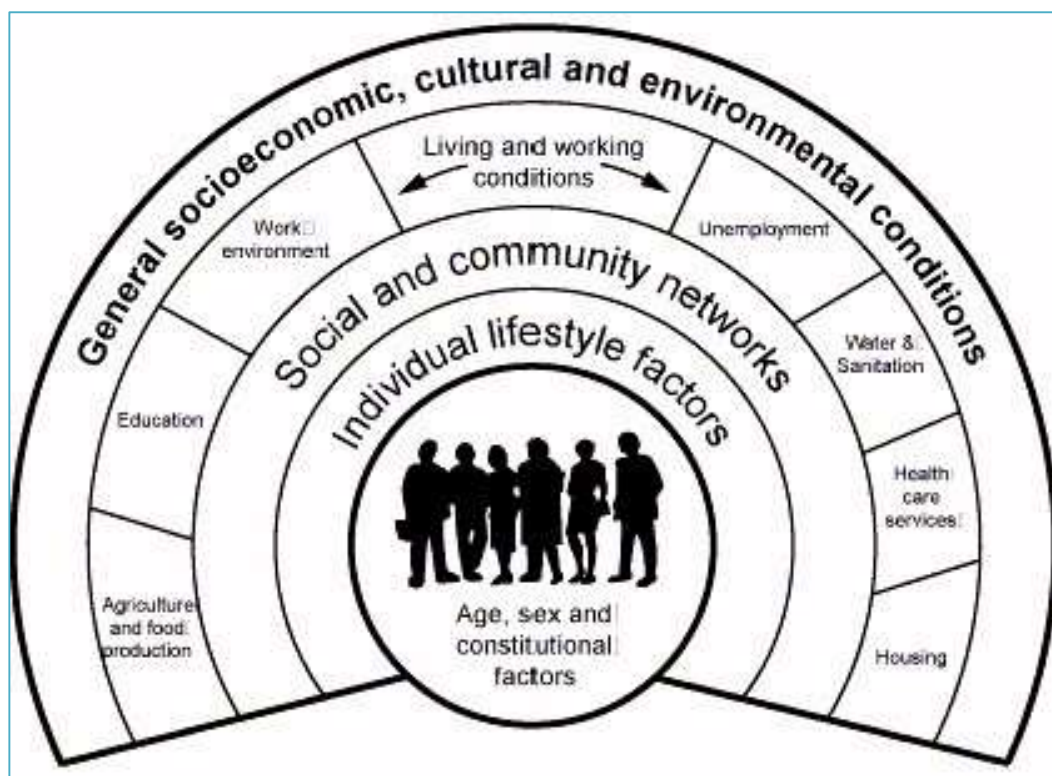 General socioeconomic, cultural and environmental conditions
Living and working
conditions
Work
environment
Unemployment
Education
Water &
Sanitation
Agriculture
and food
production
Health
care
services
Housing
Social and community networks
Individual lifestyle factors
Age, sex and
constitutional
factors